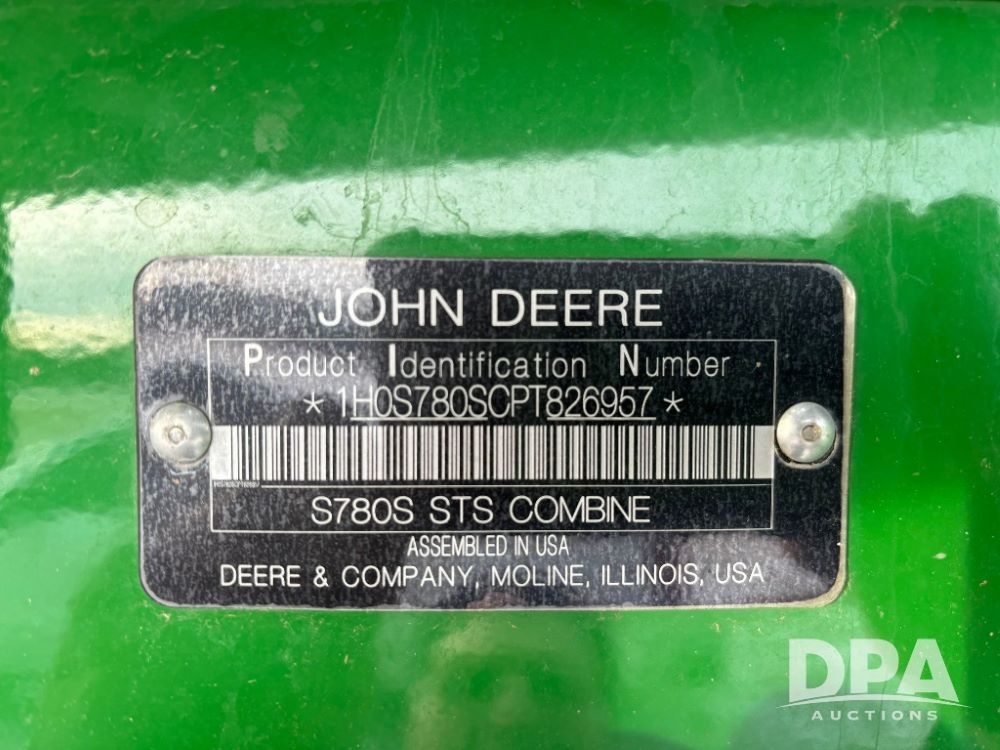 JOHN DEERE
Product Identification Number
* 1H0S780SCPT826957 *
S780S STS COMBINE
ASSEMBLED IN USA
DEERE & COMPANY, MOLINE, ILLINOIS, USA
DPA
AUCTIONS